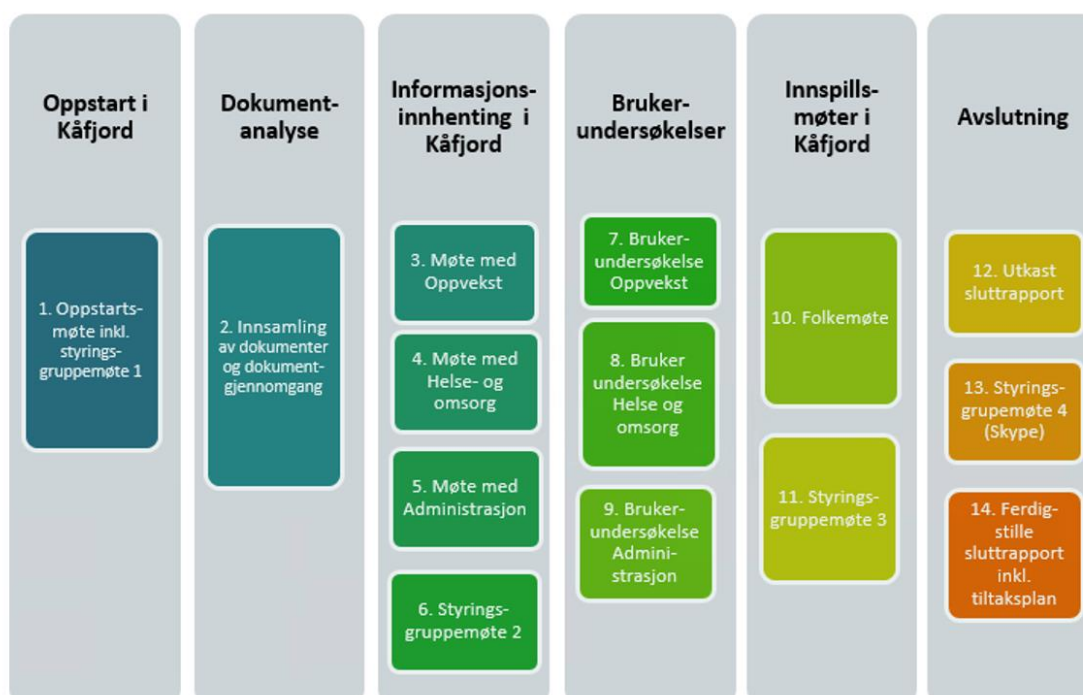 Oppstart i
Kåfjord
1. Oppstarts-
møte inkl.
styrings-
gruppemøte 1
Dokument-
analyse
2. Innsamling
av dokumenter
og dokument-
gjennomgang
Informasjons-
innhenting i
Kåfjord
3. Møte med
Oppvekst
4. Møte med
Helse- og
omsorg
5. Møte med
Administrasjon
6. Styrings-
gruppemøte 2
Bruker-
undersøkelser
7. Bruker-
undersøkelse
Oppvekst
8. Bruker
undersøkelse
Helse og
omsorg
9. Bruker-
undersøkelse
Admini-
strasjon
Innspills-
møter i
Kåfjord
10. Folkemøte
11. Styrings-
gruppemøte 3
Avslutning
12. Utkast
sluttrapport
13. Styrings-
grupemøte 4
(Skype)
14. Ferdig-
stille
sluttrapport
inkl.
tiltaksplan